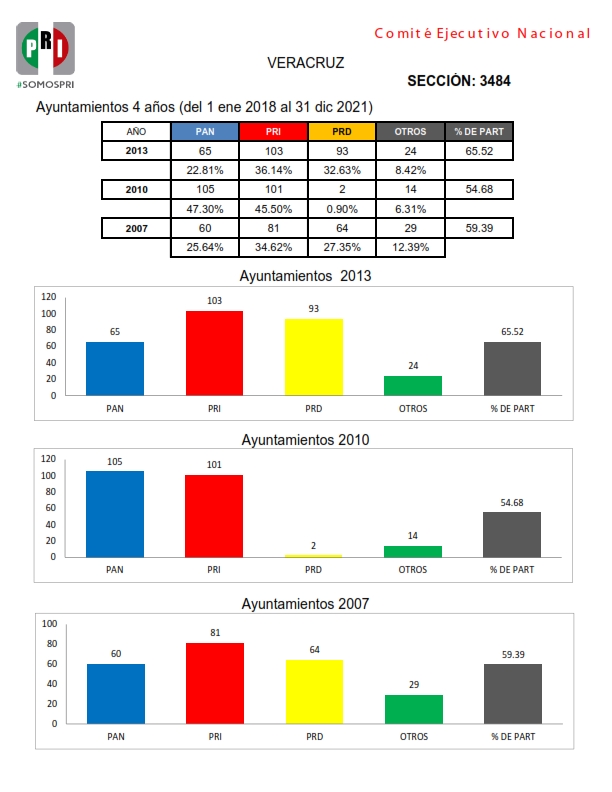 Comité Ejecutivo Nacional
PRI
#SOMOSPRI
VERACRUZ
SECCIÓN: 3484
Ayuntamientos 4 años (del 1 ene 2018 al 31 dic 2021)
AÑO PAN PRI PRD OTROS % DE PART
2013 65 103 93 24 65.52
22.81% 36.14% 32.63% 8.42%
2010 105 101 2 14 54.68
47.30% 45.50% 0.90% 6.31%
2007 60 81 64 29 59.39
25.64% 34.62% 27.35% 12.39%
Ayuntamientos 2013
120
100
80
60
40
20
0
65 103 93 24 65.52
PAN PRI PRD OTROS % DE PART
Ayuntamientos 2010
120
100
80
60
40
20
0
105 101 2 14 54.68
PAN PRI PRD OTROS % DE PART
Ayuntamientos 2007
100
80
60
40
20
0
60 81 64 29 59.39
PAN PRI PRD OTROS % DE PART